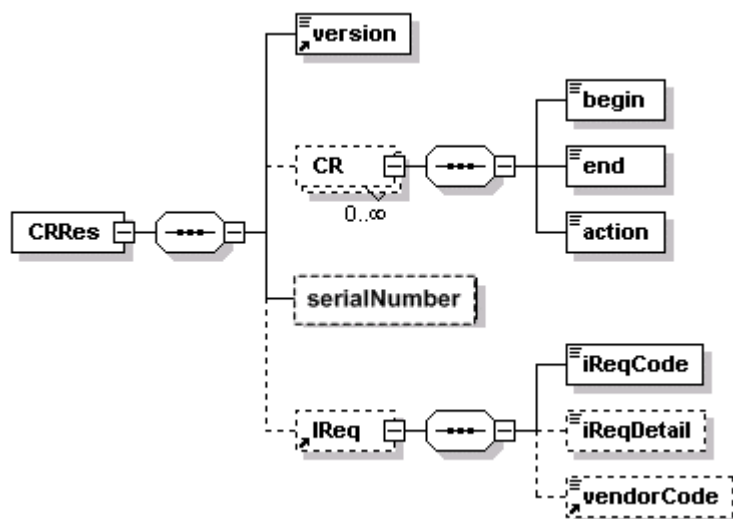 version
begin
CR
end
0..∞
CRRes
action
serialNumber
iReqCode
IReq
iReqDetail
vendorCode